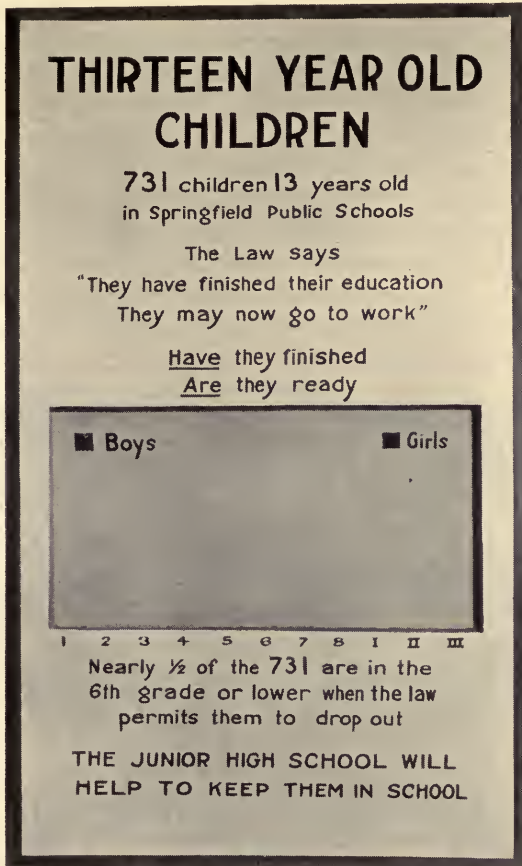 THIRTEEN YEAR OLD
CHILDREN
731 children 13 years old
in Springfield Public Schools
The Law says
"They have finished their education
They may now go to work"
Have they finished
Are they ready
Boys Girls
1 2 3 4 5 6 7 8 I II III
Nearly ½ of the 731 are in the
6th grade or lower when the law
permits them to drop out
THE JUNIOR HIGH SCHOOL WILL
HELP TO KEEP THEM IN SCHOOL